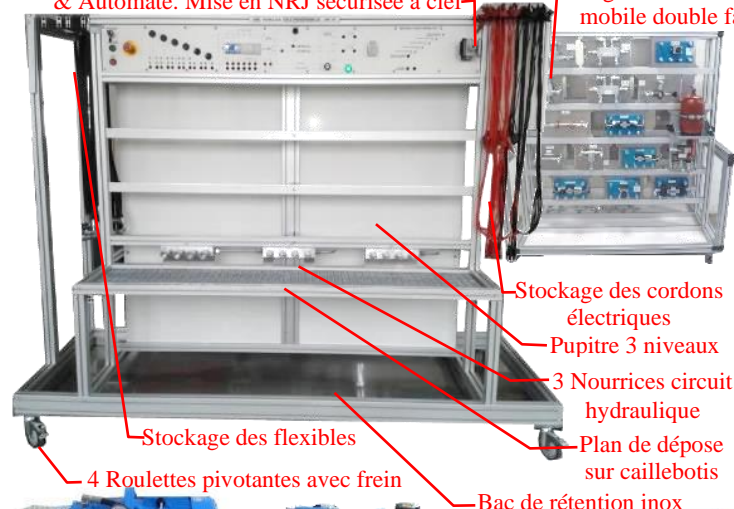 & Automate. Mise en NRJ sécurisée à clef
mobile double fa
Stockage des cordons
électriques
Pupitre 3 niveaux
3 Nourrices circuit
hydraulique
Stockage des flexibles
Plan de dépose
sur caillebotis
4 Roulettes pivotantes avec frein
Bac de rétention inox